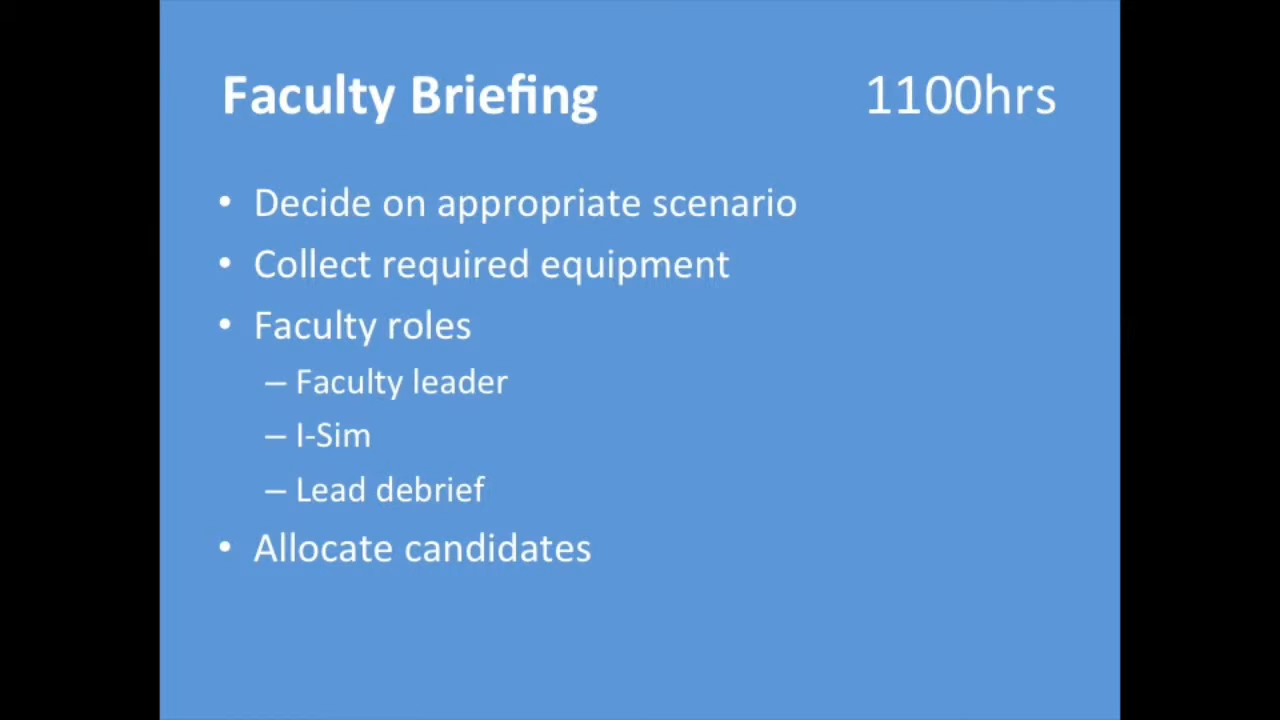 Faculty Briefing 1100hrs
• Decide on appropriate scenario
• Collect required equipment
• Faculty roles
– Faculty leader
– I-Sim
– Lead debrief
• Allocate candidates